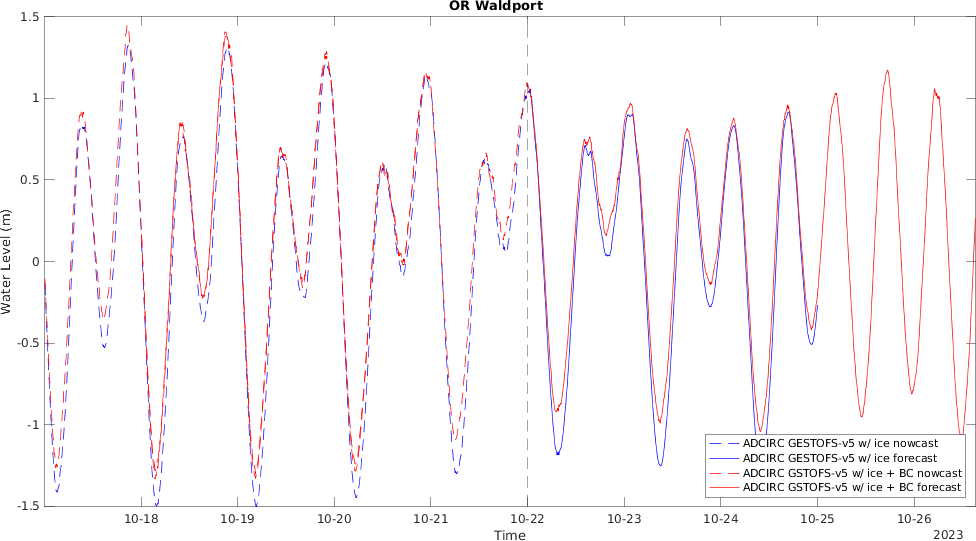 OR Waldport
1.5
1
0.5
0
-0.5
-1
-1.5
Water Level (m)
10-18
10-19
10-20
10-21
10-22
10-23
10-24
10-25
10-26
Time
2023
ADCIRC GESTOFS-v5 w/ ice nowcast
ADCIRC GESTOFS-v5 w/ ice forecast
ADCIRC GSTOFS-v5 w/ ice + BC nowcast
ADCIRC GSTOFS-v5 w/ ice + BC forecast